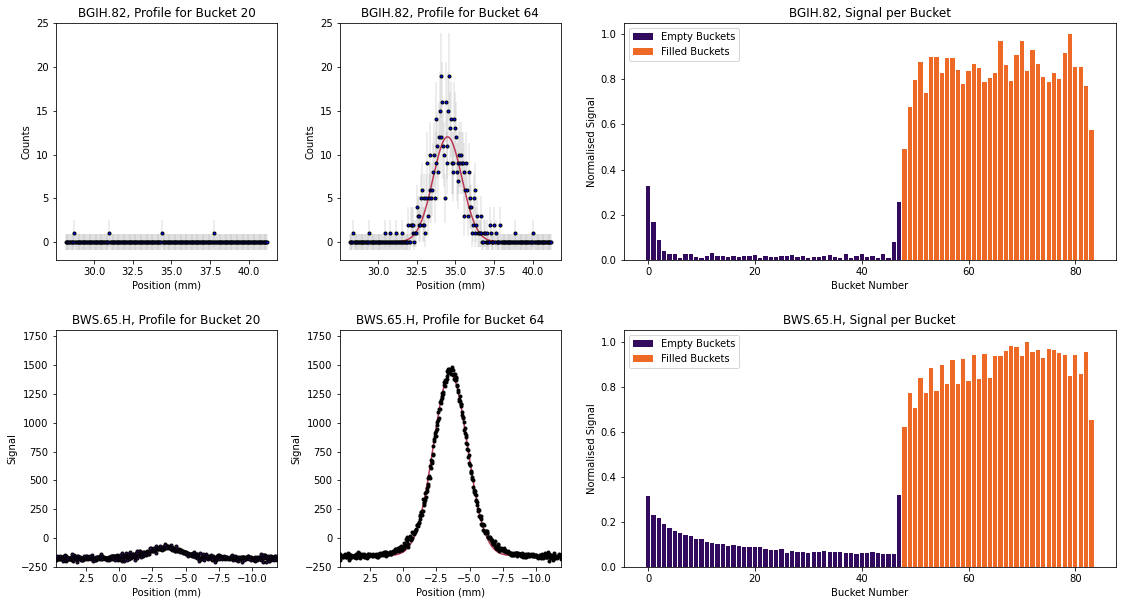 BGIH.82, Profile for Bucket 20
BGIH.82, Profile for Bucket 64
BGIH.82, Signal per Bucket
25
20
15
10
5
0
Counts
30.0 32.5 35.0 37.5 40.0
Position (mm)
25
20
15
10
5
0
Counts
30.0 32.5 35.0 37.5 40.0
Position (mm)
1.0
0.8
0.6
0.4
0.2
0.0
Normalised Signal
Empty Buckets
Filled Buckets
0 20 40 60 80
Bucket Number
BWS.65.H, Profile for Bucket 20
BWS.65.H, Profile for Bucket 64
BWS.65.H, Signal per Bucket
1750
1500
1250
1000
750
500
250
0
−250
Signal
2.5 0.0 −2.5 −5.0 −7.5 −10.0
Position (mm)
1750
1500
1250
1000
750
500
250
0
−250
Signal
2.5 0.0 −2.5 −5.0 −7.5 −10.0
Position (mm)
1.0
0.8
0.6
0.4
0.2
0.0
Normalised Signal
Empty Buckets
Filled Buckets
0 20 40 60 80
Bucket Number